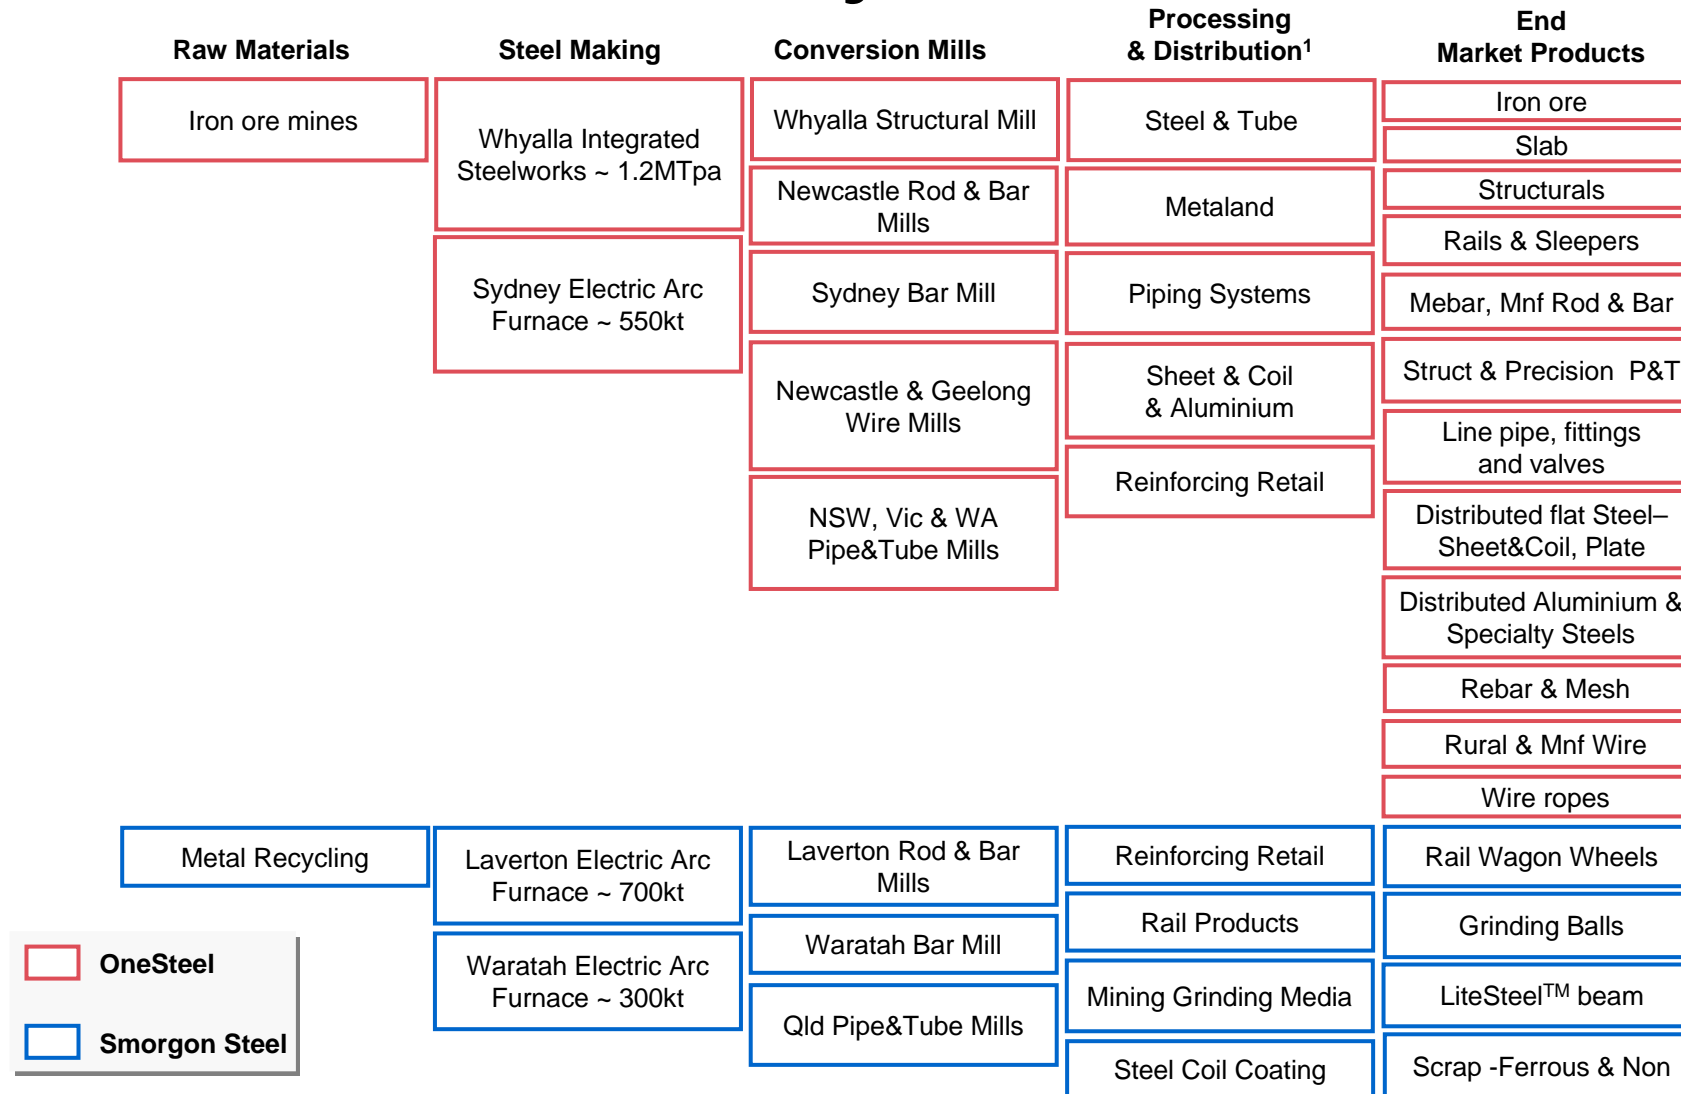 Raw Materials
Steel Making
Conversion Mills
Processing
& Distribution1
End
Market Products
Iron ore mines
Whyalla Integrated
Steelworks ~ 1.2MTpa
Sydney Electric Arc
Furnace ~ 550kt
Whyalla Structural Mill
Newcastle Rod & Bar
Mills
Sydney Bar Mill
Newcastle & Geelong
Wire Mills
NSW, Vic & WA
Pipe&Tube Mills
Steel & Tube
Metaland
Piping Systems
Sheet & Coil
& Aluminium
Reinforcing Retail
Iron ore
Slab
Structurals
Rails & Sleepers
Mebar, Mnf Rod & Bar
Struct & Precision P&T
Line pipe, fittings
and valves
Distributed flat Steel–
Sheet&Coil, Plate
Distributed Aluminium &
Specialty Steels
Rebar & Mesh
Rural & Mnf Wire
Wire ropes
Metal Recycling
Laverton Electric Arc
Furnace ~ 700kt
Waratah Electric Arc
Furnace ~ 300kt
Laverton Rod & Bar
Mills
Waratah Bar Mill
Qld Pipe&Tube Mills
Reinforcing Retail
Rail Products
Mining Grinding Media
Steel Coil Coating
Rail Wagon Wheels
Grinding Balls
LiteSteelTM beam
Scrap -Ferrous & Non
OneSteel
Smorgon Steel